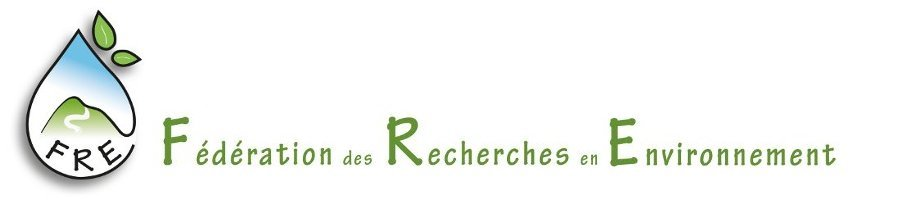 FRE
Fédération des Recherches en Environnement